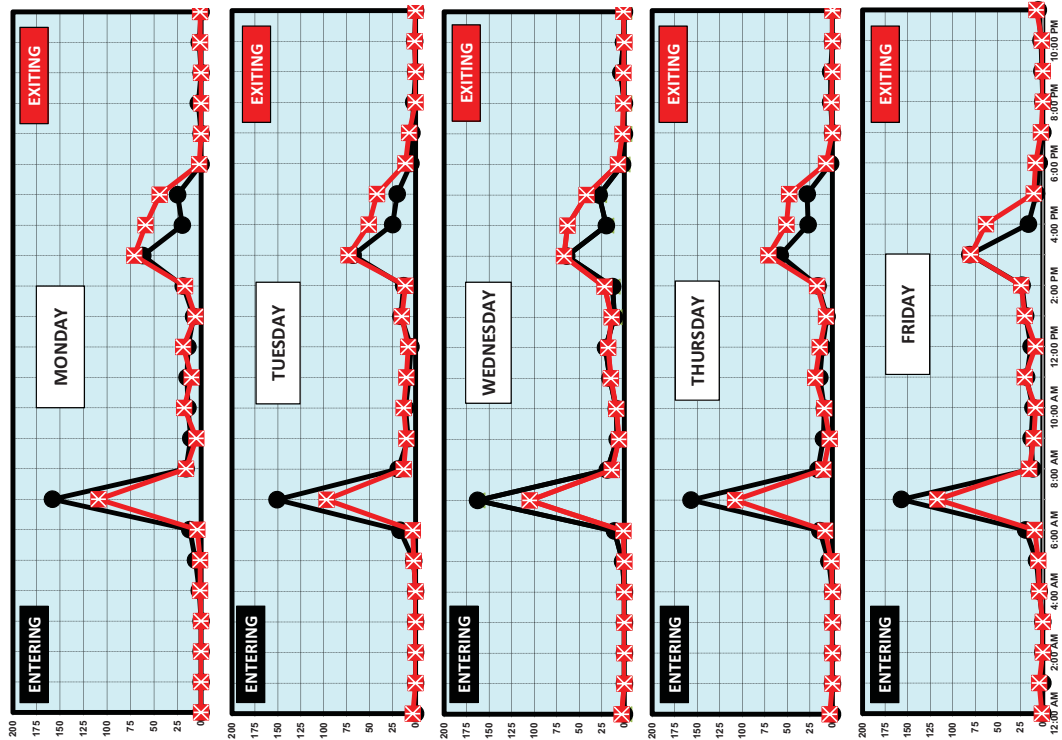 200
175
150
125
100
75
50
25
0
ENTERING
MONDAY
EXITING
200
175
150
125
100
75
50
25
0
ENTERING
TUESDAY
EXITING
200
175
150
125
100
75
50
25
0
ENTERING
WEDNESDAY
EXITING
200
175
150
125
100
75
50
25
0
ENTERING
THURSDAY
EXITING
200
175
150
125
100
75
50
25
0
ENTERING
FRIDAY
EXITING
12:00 AM 2:00 AM 4:00 AM 6:00 AM 8:00 AM 10:00 AM 12:00 PM 2:00 PM 4:00 PM 6:00 PM 8:00 PM 10:00 PM